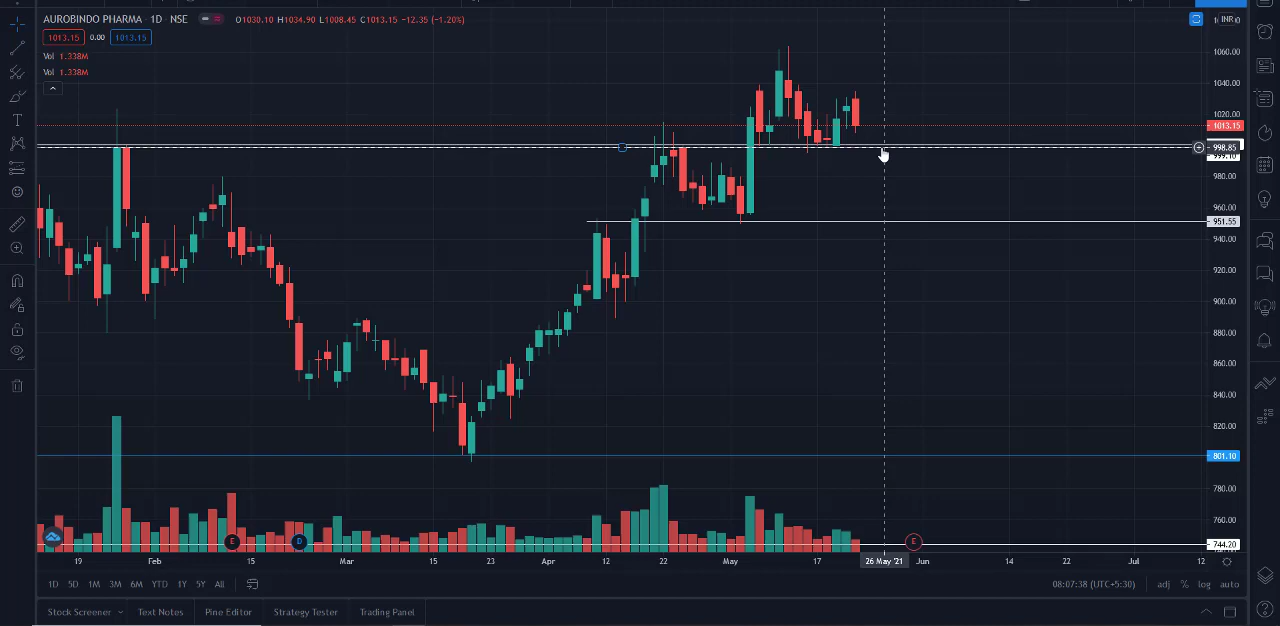 AUROBINDO PHARMA · 1D · NSE O1030.10 H1034.90 L1008.45 C1013.15 -12.35 (-1.20%)
INR
1013.15 0.00 1013.15
Vol 1.338M
Vol 1.338M
1060.00
1040.00
1020.00
1013.15
998.85
999.10
980.00
960.00
951.55
940.00
920.00
900.00
880.00
860.00
840.00
820.00
801.10
780.00
760.00
744.20
E D E
19 Feb 15 Mar 15 23 Apr 12 22 May 17 26 May '21 Jun 14 22 Jul 12
1D 5D 1M 3M 6M YTD 1Y 5Y All 08:07:38 (UTC+5:30) adj % log auto
Stock Screener Text Notes Pine Editor Strategy Tester Trading Panel